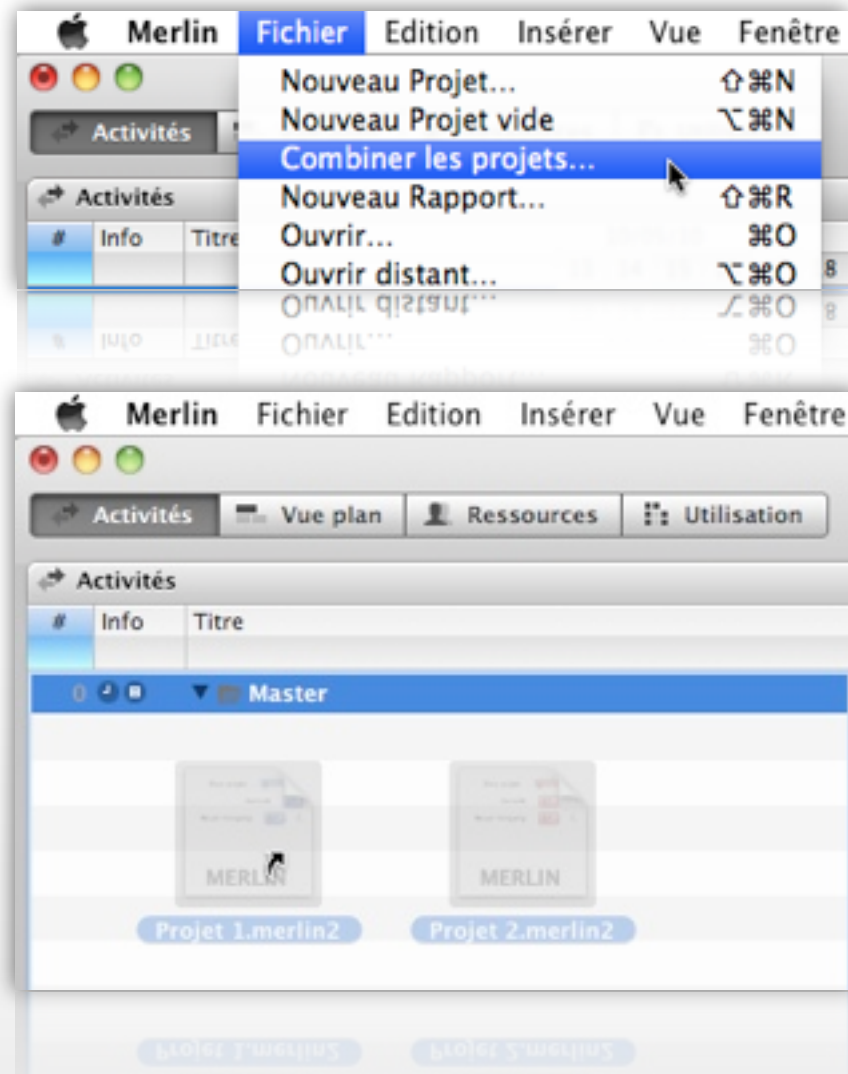 Merlin Fichier Edition Insérer Vue Fenêtre
Nouveau Projet... ⇧⌘N
Activités Nouveau Projet vide ⌥⌘N
Combiner les projets...
Activités Nouveau Rapport... ⇧⌘R
# Info Titre Ouvrir... ⌘O
Ouvrir distant... ⌥⌘O 8
Merlin Fichier Edition Insérer Vue Fenêtre
Activités Vue plan Ressources Utilisation
Activités
# Info Titre
0 Master
MERLIN MERLIN
Projet 1.merlin2 Projet 2.merlin2